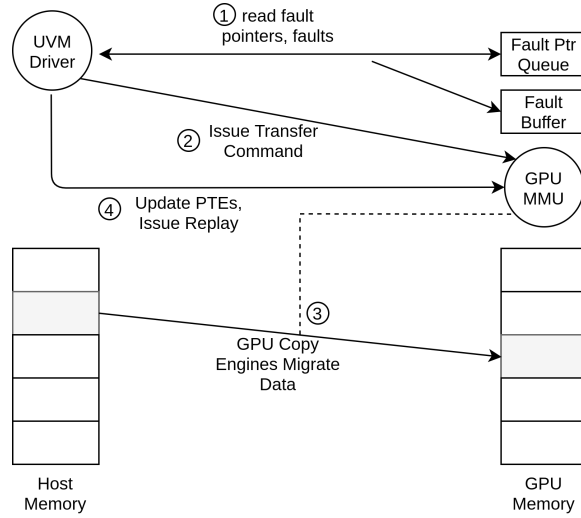 1 read fault
pointers, faults
UVM
Driver
Fault Ptr
Queue
Fault
Buffer
2 Issue Transfer
Command
GPU
MMU
4 Update PTEs,
Issue Replay
3
GPU Copy
Engines Migrate
Data
Host
Memory
GPU
Memory